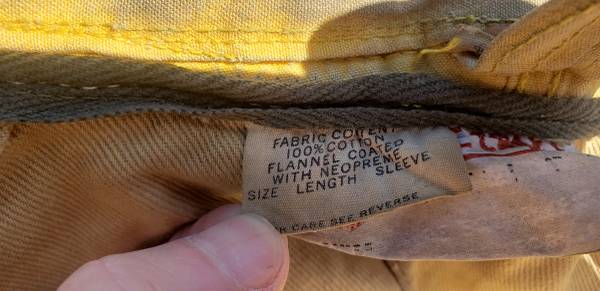 FABRIC CONTENT
100% COTTON
FLANNEL COATED
WITH NEOPRENE
SIZE LENGTH SLEEVE
R CARE SEE REVERSE